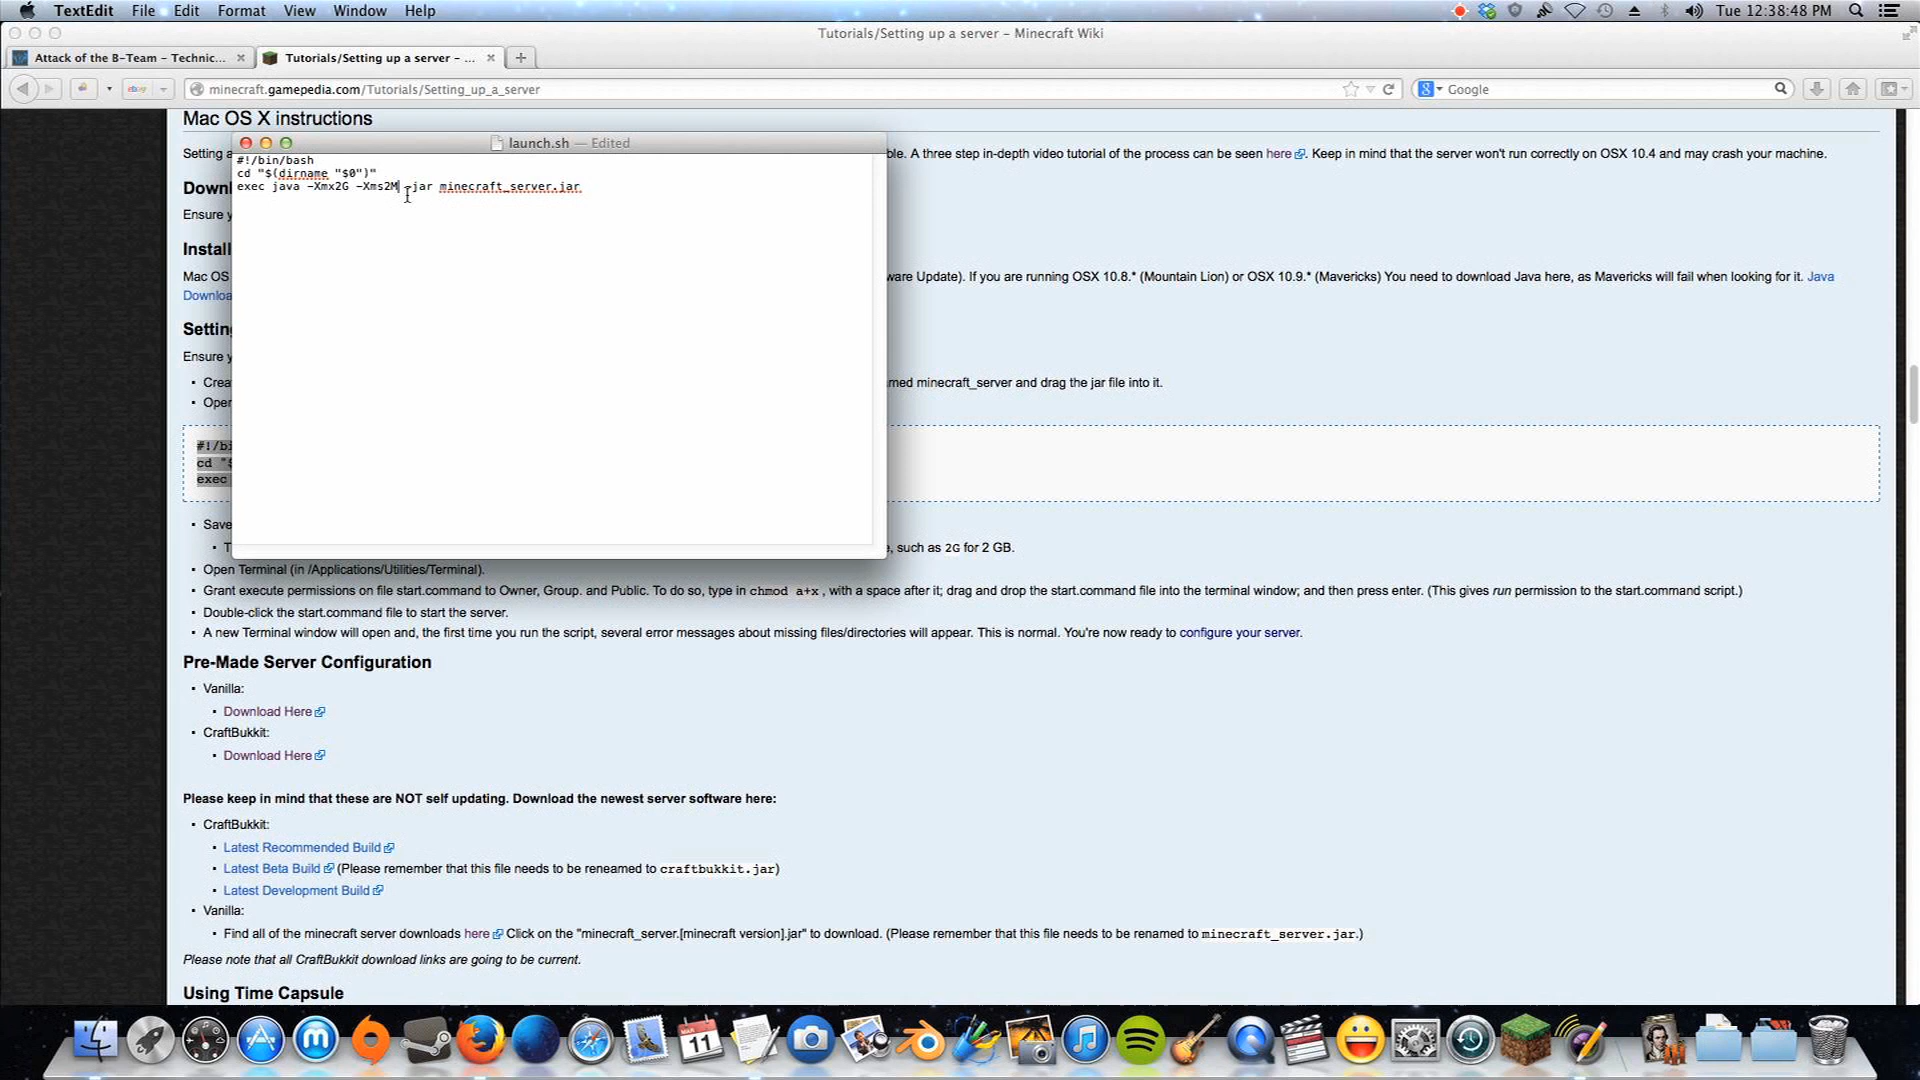 TextEdit File Edit Format View Window Help Tue 12:38:48 PM
Tutorials/Setting up a server – Minecraft Wiki
Attack of the B-Team – Technic... Tutorials/Setting up a server – ...
ebay minecraft.gamepedia.com/Tutorials/Setting_up_a_server Google
Mac OS X instructions
launch.sh — Edited
#!/bin/bash
cd "$(dirname "$0")"
exec java -Xmx2G -Xms2M -jar minecraft_server.jar
Setting ble. A three step in-depth video tutorial of the process can be seen here. Keep in mind that the server won't run correctly on OSX 10.4 and may crash your machine.
Ensure
Mac OS ware Update). If you are running OSX 10.8.* (Mountain Lion) or OSX 10.9.* (Mavericks) You need to download Java here, as Mavericks will fail when looking for it. Java
Ensure
med minecraft_server and drag the jar file into it.
#!/bi
cd "$
exec
Save
, such as 2G for 2 GB.
Open Terminal (in /Applications/Utilities/Terminal).
Grant execute permissions on file start.command to Owner, Group. and Public. To do so, type in chmod a+x, with a space after it; drag and drop the start.command file into the terminal window; and then press enter. (This gives run permission to the start.command script.)
Double-click the start.command file to start the server.
A new Terminal window will open and, the first time you run the script, several error messages about missing files/directories will appear. This is normal. You're now ready to configure your server.
Pre-Made Server Configuration
Vanilla:
Download Here
CraftBukkit:
Download Here
Please keep in mind that these are NOT self updating. Download the newest server software here:
CraftBukkit:
Latest Recommended Build
Latest Beta Build (Please remember that this file needs to be reneamed to craftbukkit.jar)
Latest Development Build
Vanilla:
Find all of the minecraft server downloads here Click on the "minecraft_server.[minecraft version].jar" to download. (Please remember that this file needs to be renamed to minecraft_server.jar.)
Please note that all CraftBukkit download links are going to be current.
Using Time Capsule
MAR
11